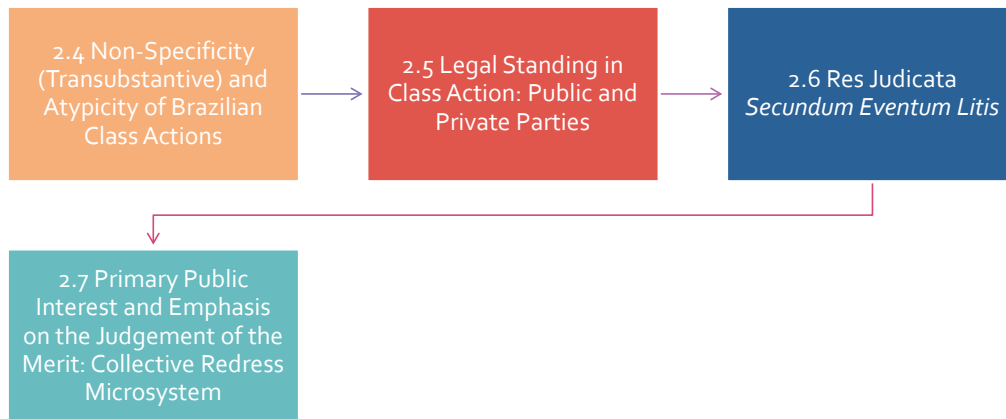 2.4 Non-Specificity
(Transubstantive) and
Atypicity of Brazilian
Class Actions
2.5 Legal Standing in
Class Action: Public and
Private Parties
2.6 Res Judicata
Secundum Eventum Litis
2.7 Primary Public
Interest and Emphasis
on the Judgement of the
Merit: Collective Redress
Microsystem